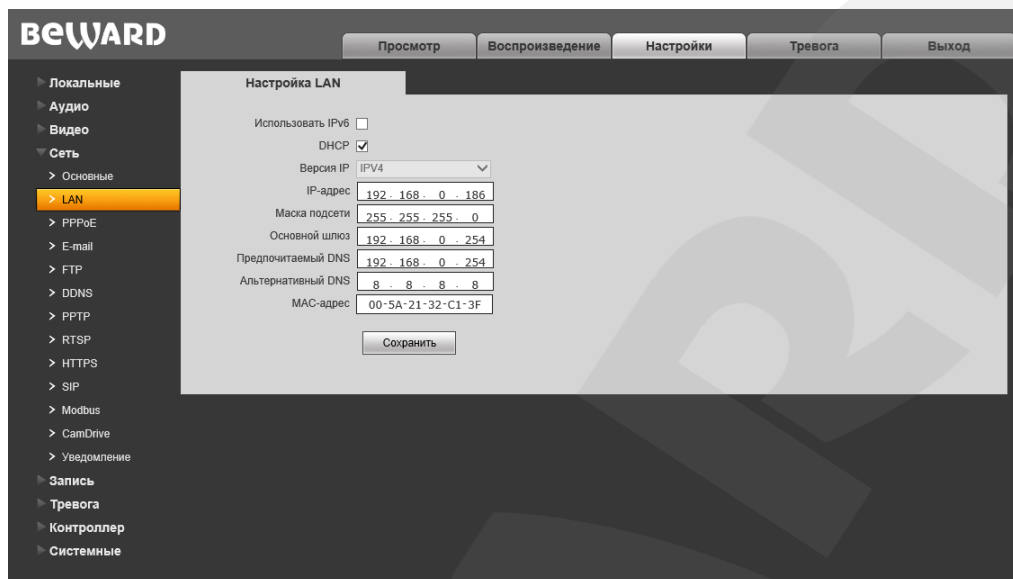 BEWARD
Просмотр Воспроизведение Настройки Тревога Выход
Локальные
Аудио
Видео
Сеть
Основные
LAN
PPPoE
E-mail
FTP
DDNS
PPTP
RTSP
HTTPS
SIP
Modbus
CamDrive
Уведомление
Запись
Тревога
Контроллер
Системные
Настройка LAN
Использовать IPv6
DHCP
Версия IP IPV4
IP-адрес 192 . 168 . 0 . 186
Маска подсети 255 . 255 . 255 . 0
Основной шлюз 192 . 168 . 0 . 254
Предпочитаемый DNS 192 . 168 . 0 . 254
Альтернативный DNS 8 . 8 . 8 . 8
MAC-адрес 00-5A-21-32-C1-3F
Сохранить